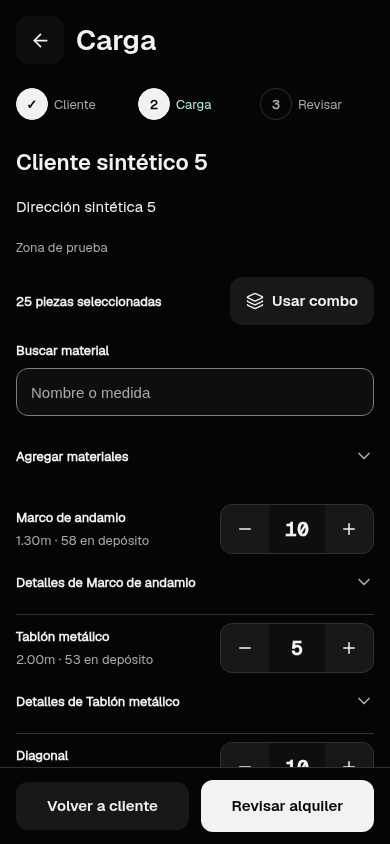 Carga
✓ Cliente
2 Carga
3 Revisar
Cliente sintético 5
Dirección sintética 5
Zona de prueba
25 piezas seleccionadas
Usar combo
Buscar material
Nombre o medida
Agregar materiales
Marco de andamio
1.30m · 58 en depósito
10
Detalles de Marco de andamio
Tablón metálico
2.00m · 53 en depósito
5
Detalles de Tablón metálico
Diagonal
10
Volver a cliente
Revisar alquiler